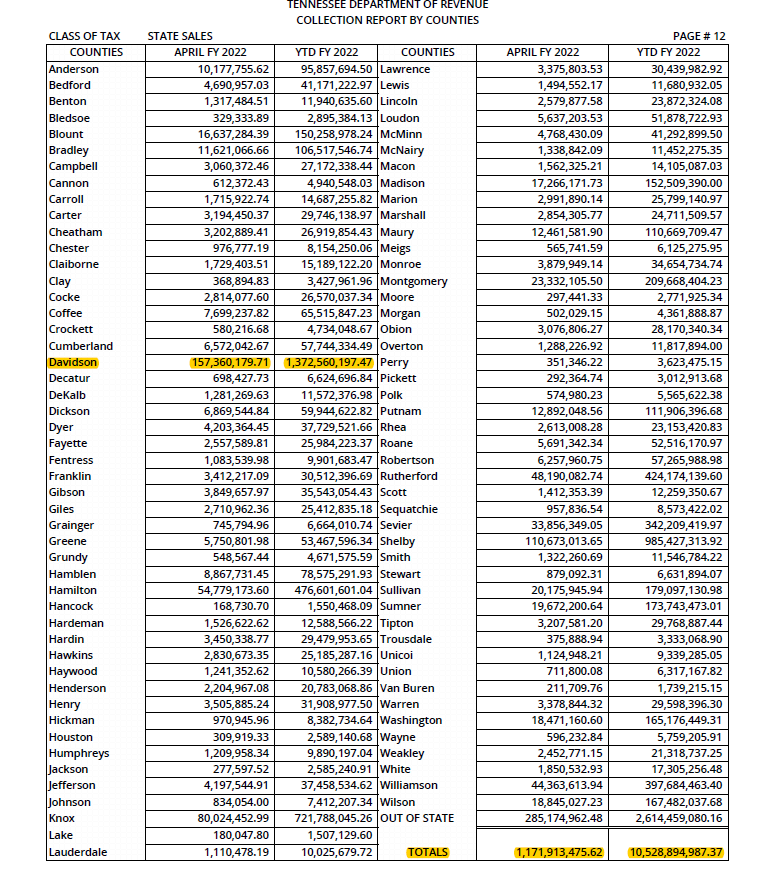 TENNESSEE DEPARTMENT OF REVENUE
COLLECTION REPORT BY COUNTIES
CLASS OF TAX STATE SALES PAGE # 12
COUNTIES APRIL FY 2022 YTD FY 2022 COUNTIES APRIL FY 2022 YTD FY 2022
Anderson 10,177,755.62 95,857,694.50 Lawrence 3,375,803.53 30,439,982.92
Bedford 4,690,957.03 41,171,222.97 Lewis 1,494,552.17 11,680,932.05
Benton 1,317,484.51 11,940,635.60 Lincoln 2,579,877.58 23,872,324.08
Bledsoe 329,333.89 2,895,384.13 Loudon 5,637,203.53 51,878,722.93
Blount 16,637,284.39 150,258,978.24 McMinn 4,768,430.09 41,292,899.50
Bradley 11,621,066.66 106,517,546.74 McNairy 1,338,842.09 11,452,275.35
Campbell 3,060,372.46 27,172,338.44 Macon 1,562,325.21 14,105,087.03
Cannon 612,372.43 4,940,548.03 Madison 17,266,171.73 152,509,390.00
Carroll 1,715,922.74 14,687,255.82 Marion 2,991,890.14 25,799,140.97
Carter 3,194,450.37 29,746,138.97 Marshall 2,854,305.77 24,711,509.57
Cheatham 3,202,889.41 26,919,854.43 Maury 12,461,581.90 110,669,709.47
Chester 976,777.19 8,154,250.06 Meigs 565,741.59 6,125,275.95
Claiborne 1,729,403.51 15,189,122.20 Monroe 3,879,949.14 34,654,734.74
Clay 368,894.83 3,427,961.96 Montgomery 23,332,105.50 209,668,404.23
Cocke 2,814,077.60 26,570,037.34 Moore 297,441.33 2,771,925.34
Coffee 7,699,237.82 65,515,847.23 Morgan 502,029.15 4,361,888.87
Crockett 580,216.68 4,734,048.67 Obion 3,076,806.27 28,170,340.34
Cumberland 6,572,042.67 57,744,334.49 Overton 1,288,226.92 11,817,894.00
Davidson 157,360,179.71 1,372,560,197.47 Perry 351,346.22 3,623,475.15
Decatur 698,427.73 6,624,696.84 Pickett 292,364.74 3,012,913.68
DeKalb 1,281,269.63 11,572,376.98 Polk 574,980.23 5,565,622.38
Dickson 6,869,544.84 59,944,622.82 Putnam 12,892,048.56 111,906,396.68
Dyer 4,203,364.45 37,729,521.66 Rhea 2,613,008.28 23,153,420.83
Fayette 2,557,589.81 25,984,223.37 Roane 5,691,342.34 52,516,170.97
Fentress 1,083,539.98 9,901,683.47 Robertson 6,257,960.75 57,265,988.98
Franklin 3,412,217.09 30,512,396.69 Rutherford 48,190,082.74 424,174,139.60
Gibson 3,849,657.97 35,543,054.43 Scott 1,412,353.39 12,259,350.67
Giles 2,710,962.36 25,412,835.18 Sequatchie 957,836.54 8,573,422.02
Grainger 745,794.96 6,664,010.74 Sevier 33,856,349.05 342,209,419.97
Greene 5,750,801.98 53,467,596.34 Shelby 110,673,013.65 985,427,313.92
Grundy 548,567.44 4,671,575.59 Smith 1,322,260.69 11,546,784.22
Hamblen 8,867,731.45 78,575,291.93 Stewart 879,092.31 6,631,894.07
Hamilton 54,779,173.60 476,601,601.04 Sullivan 20,175,945.94 179,097,130.98
Hancock 168,730.70 1,550,468.09 Sumner 19,672,200.64 173,743,473.01
Hardeman 1,526,622.62 12,588,566.22 Tipton 3,207,581.20 29,768,887.44
Hardin 3,450,338.77 29,479,953.65 Trousdale 375,888.94 3,333,068.90
Hawkins 2,830,673.35 25,185,287.16 Unicoi 1,124,948.21 9,339,285.05
Haywood 1,241,352.62 10,580,266.39 Union 711,800.08 6,317,167.82
Henderson 2,204,967.08 20,783,068.86 Van Buren 211,709.76 1,739,215.15
Henry 3,505,885.24 31,908,977.50 Warren 3,378,844.32 29,598,396.30
Hickman 970,945.96 8,382,734.64 Washington 18,471,160.60 165,176,449.31
Houston 309,919.33 2,589,140.68 Wayne 596,232.84 5,759,205.91
Humphreys 1,209,958.34 9,890,197.04 Weakley 2,452,771.15 21,318,737.25
Jackson 277,597.52 2,585,240.91 White 1,850,532.93 17,305,256.48
Jefferson 4,197,544.91 37,458,534.62 Williamson 44,363,613.94 397,684,463.40
Johnson 834,054.00 7,412,207.34 Wilson 18,845,027.23 167,482,037.68
Knox 80,024,452.99 721,788,045.26 OUT OF STATE 285,174,962.48 2,614,459,080.16
Lake 180,047.80 1,507,129.60
Lauderdale 1,110,478.19 10,025,679.72 TOTALS 1,171,913,475.62 10,528,894,987.37